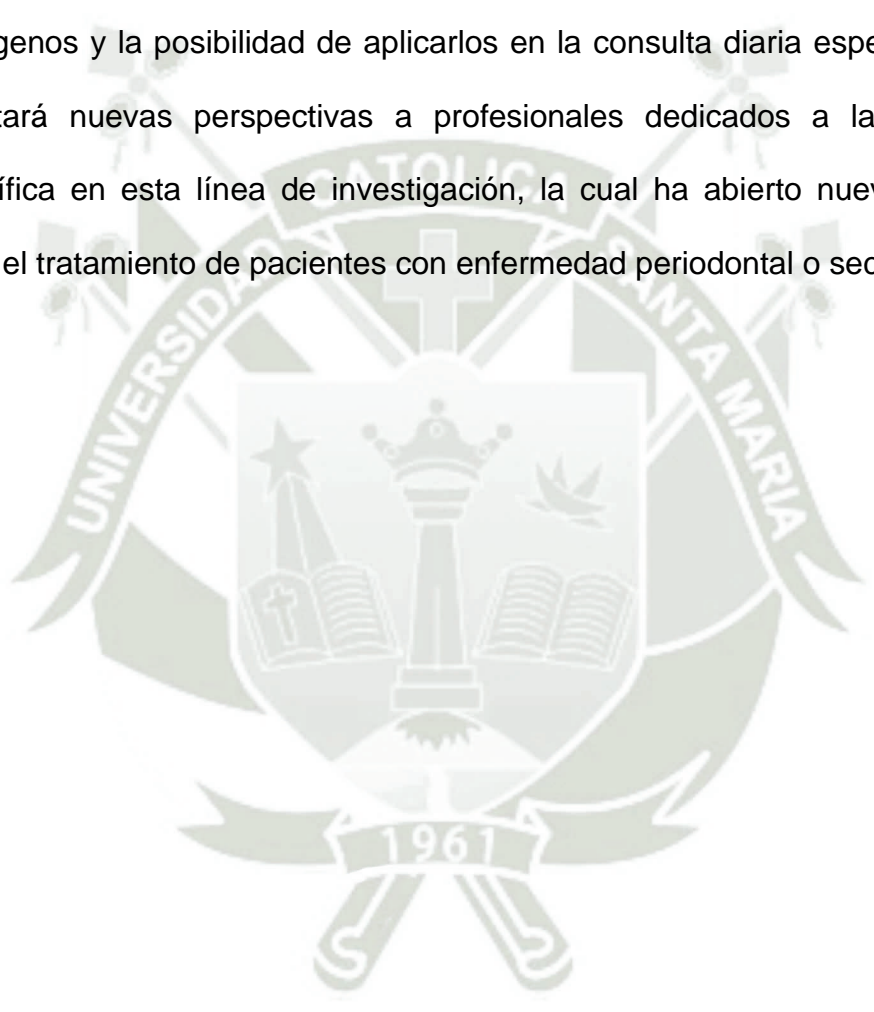 genos y la posibilidad de aplicarlos en la consulta diaria espe
tará nuevas perspectivas a profesionales dedicados a la
ífica en esta línea de investigación, la cual ha abierto nuev
el tratamiento de pacientes con enfermedad periodontal o sec
UNIVERSIDAD CATOLICA SANTA MARIA
1961